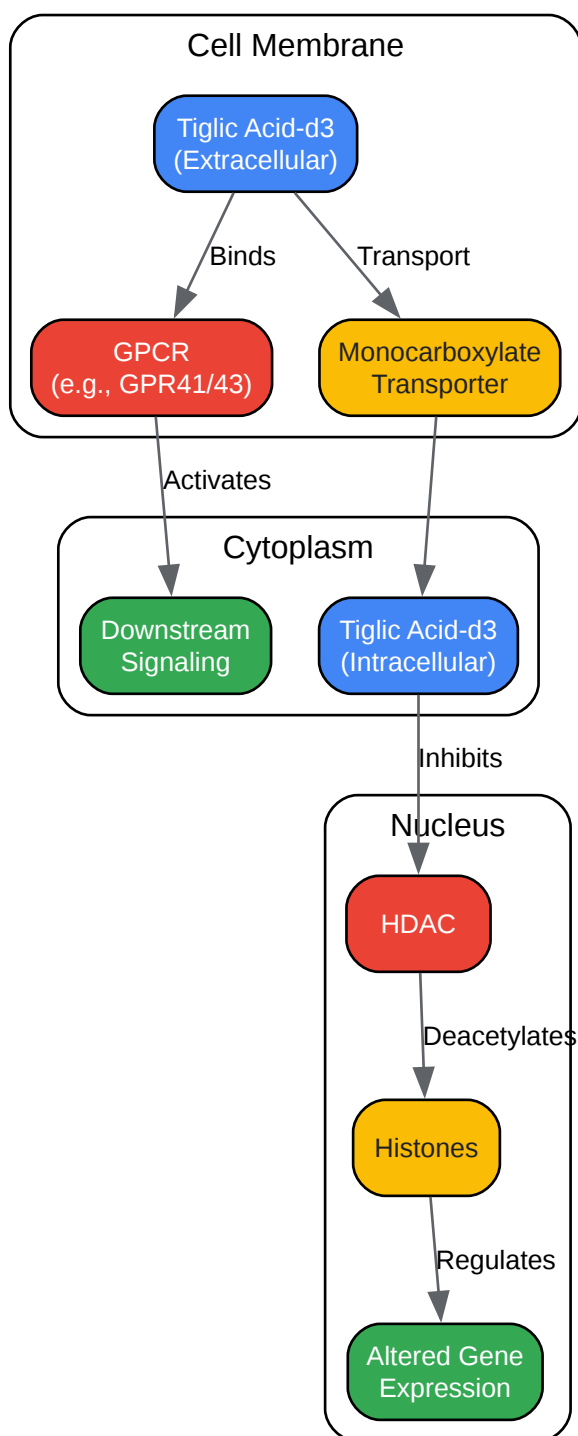 Cell Membrane
Tiglic Acid-d3
(Extracellular)
Binds
Transport
GPCR
(e.g., GPR41/43)
Monocarboxylate
Transporter
Activates
Cytoplasm
Downstream
Signaling
Tiglic Acid-d3
(Intracellular)
Inhibits
Nucleus
HDAC
Deacetylates
Histones
Regulates
Altered Gene
Expression